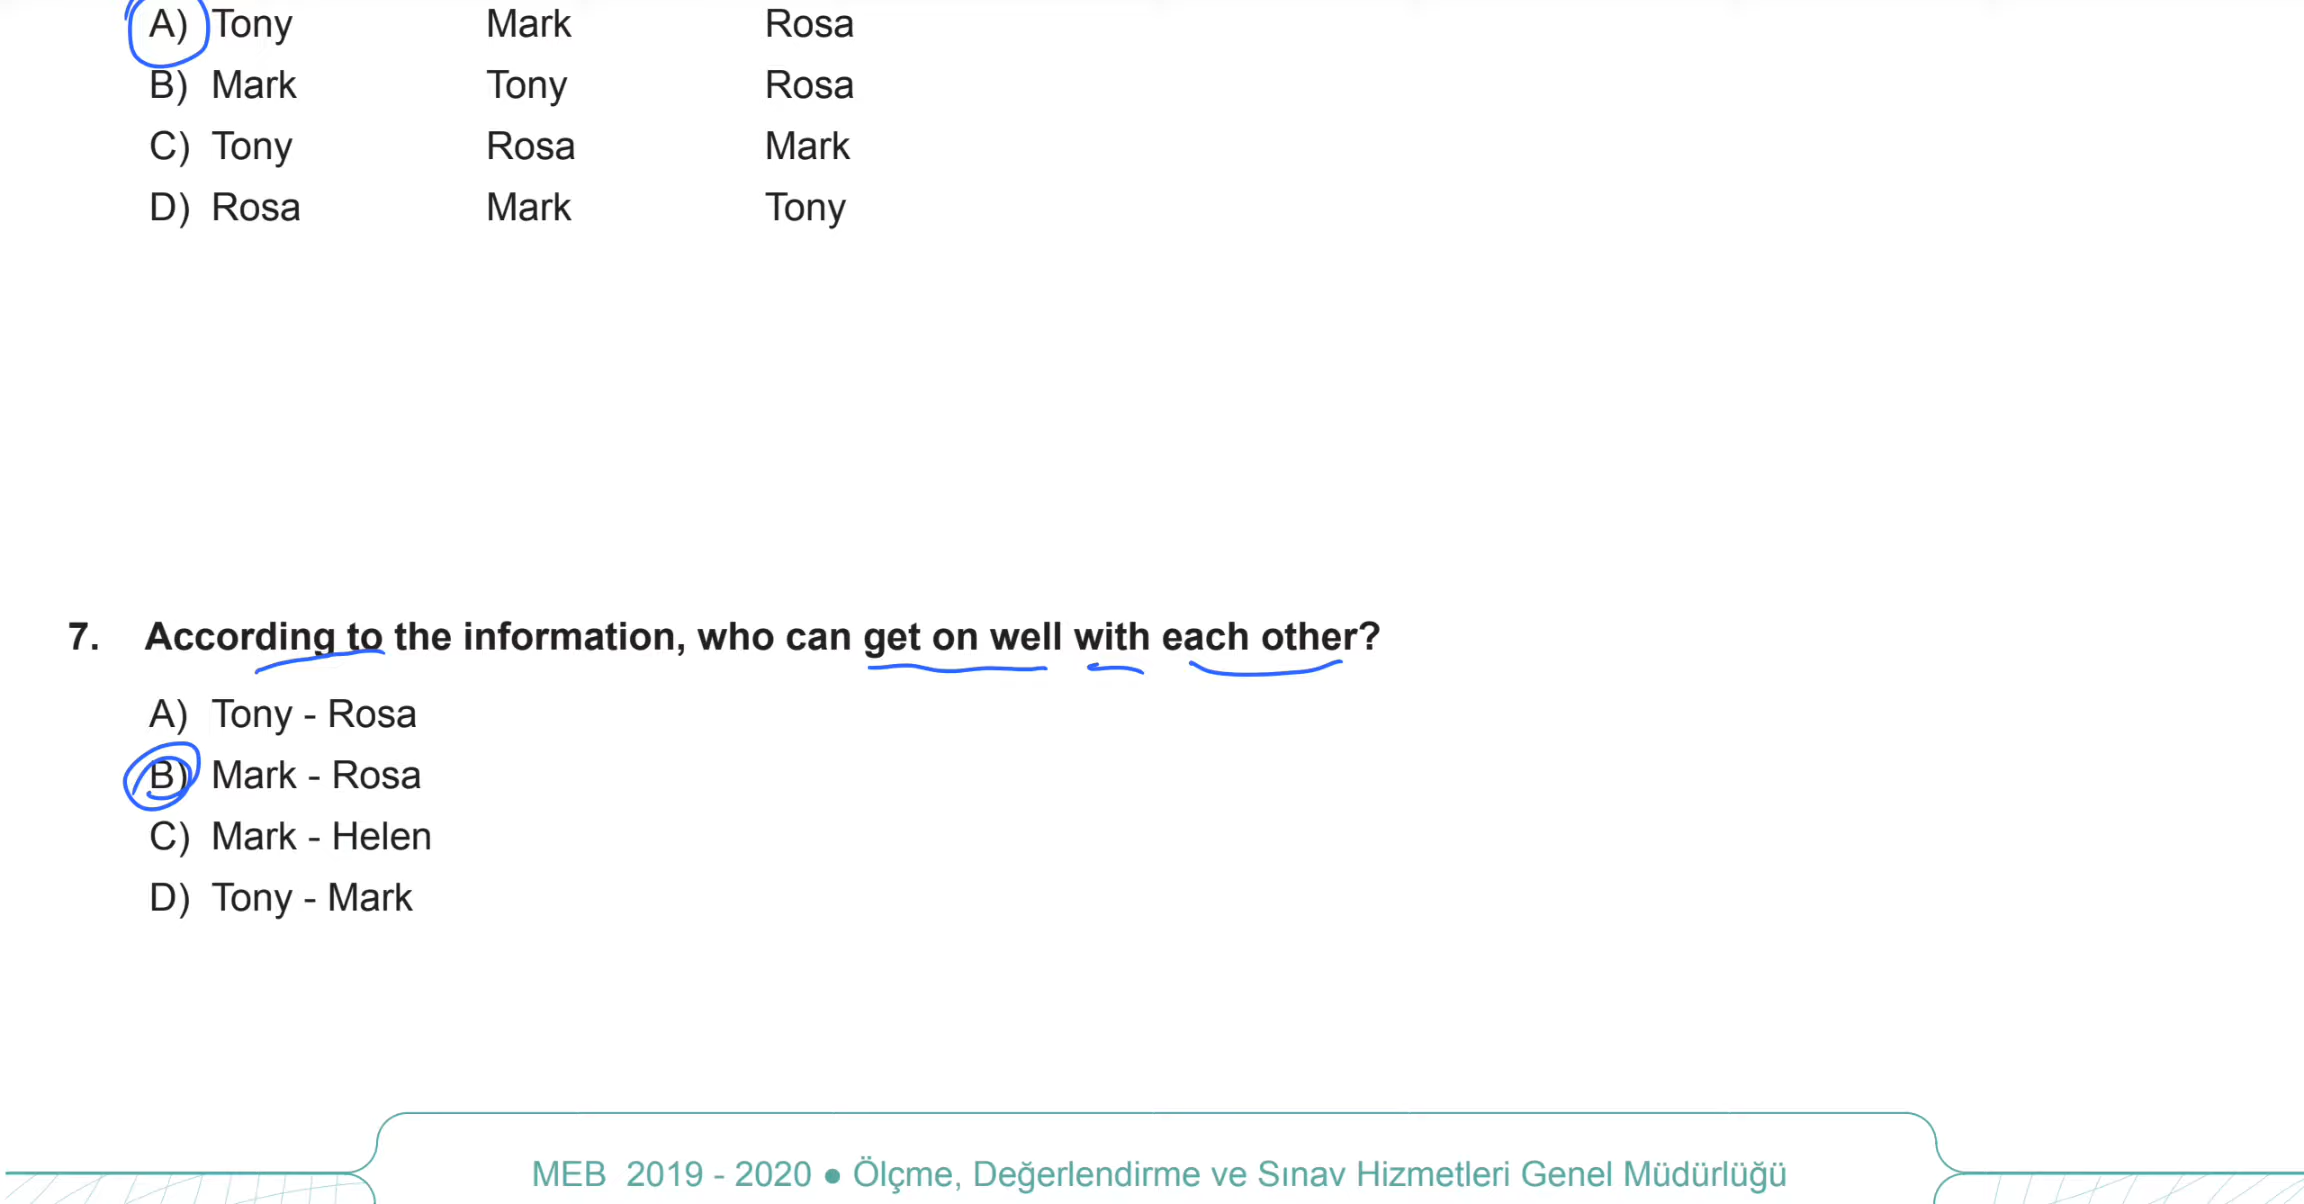 A) Tony Mark Rosa
B) Mark Tony Rosa
C) Tony Rosa Mark
D) Rosa Mark Tony
7. According to the information, who can get on well with each other?
A) Tony - Rosa
B) Mark - Rosa
C) Mark - Helen
D) Tony - Mark
MEB 2019 - 2020 ● Ölçme, Değerlendirme ve Sınav Hizmetleri Genel Müdürlüğü